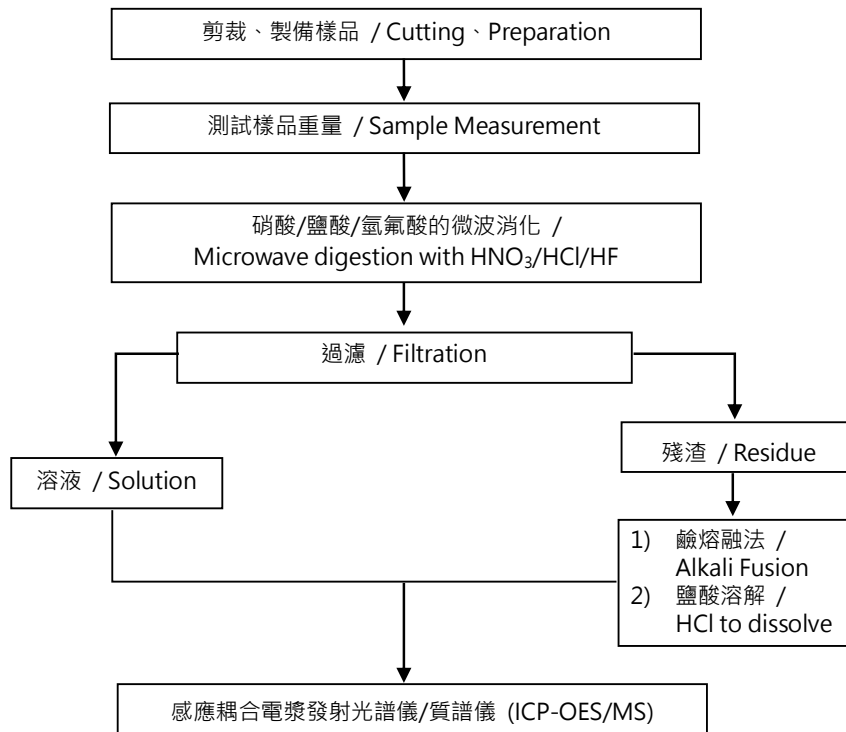 剪裁、製備樣品 / Cutting、Preparation
測試樣品重量 / Sample Measurement
硝酸/鹽酸/氫氟酸的微波消化 /
Microwave digestion with HNO₃/HCl/HF
過濾 / Filtration
溶液 / Solution
殘渣 / Residue
1) 鹼熔融法 /
Alkali Fusion
2) 鹽酸溶解 /
HCl to dissolve
感應耦合電漿發射光譜儀/質譜儀 (ICP-OES/MS)